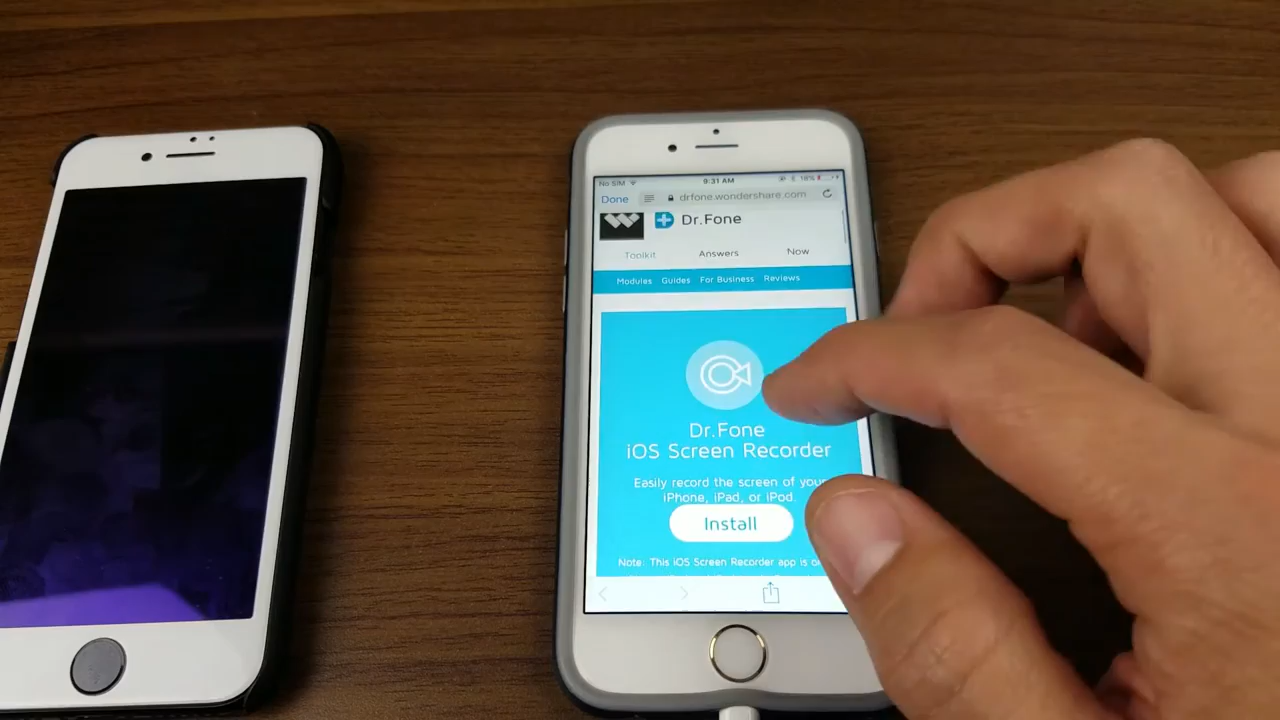 No SIM 9:31 AM 16%
Done drfone.wondershare.com
Dr.Fone
Toolkit Answers Now
Modules Guides For Business Reviews
Dr.Fone
iOS Screen Recorder
Easily record the screen of your
iPhone, iPad, or iPod.
Install
Note: This iOS Screen Recorder app is